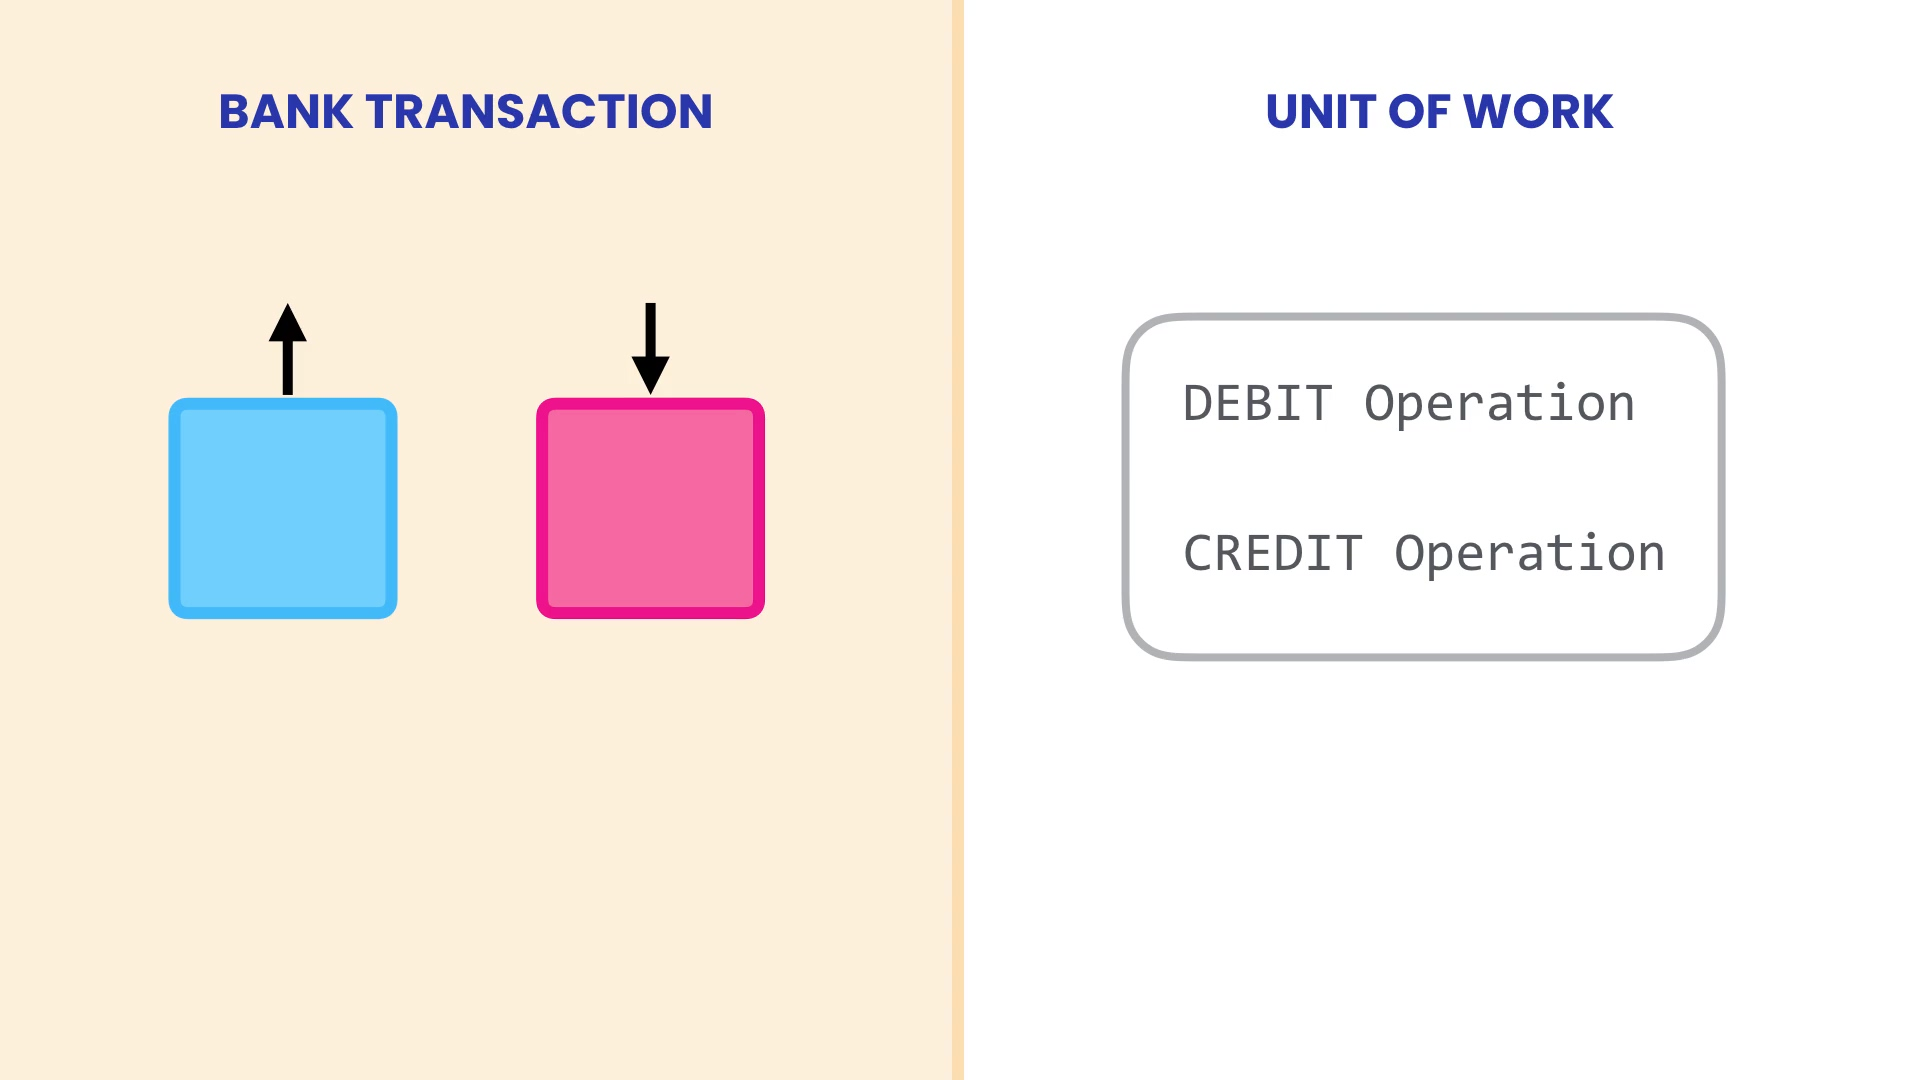 BANK TRANSACTION
UNIT OF WORK
DEBIT Operation
CREDIT Operation